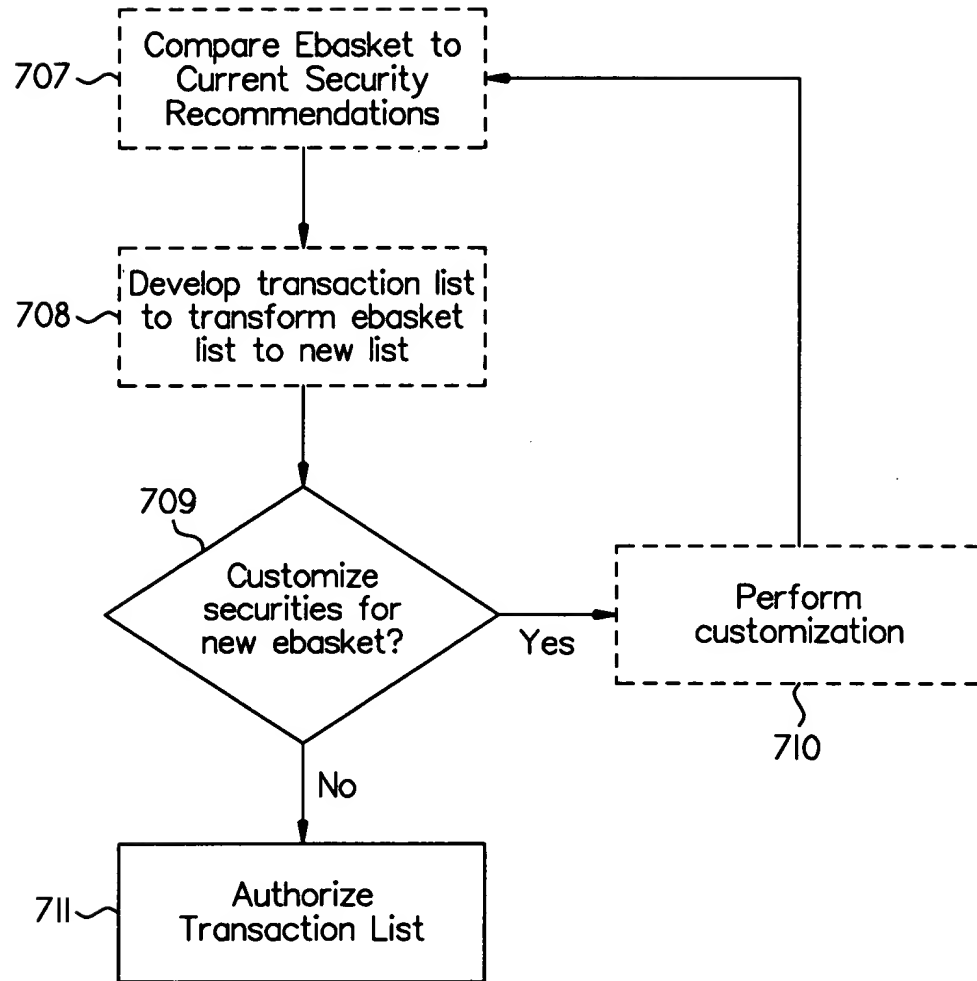 707
Compare Ebasket to
Current Security
Recommendations
708
Develop transaction list
to transform ebasket
list to new list
709
Customize
securities for
new ebasket?
Yes
Perform
customization
710
No
711
Authorize
Transaction List